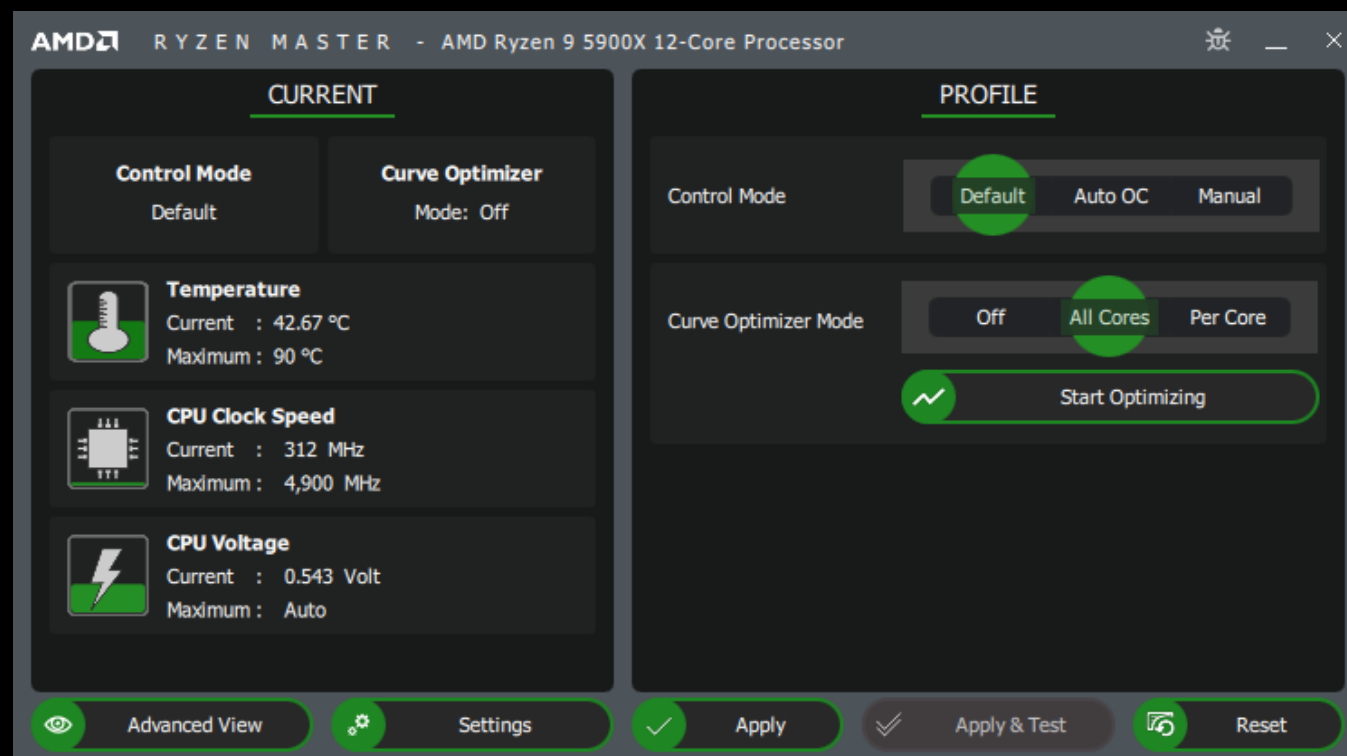 AMD RYZEN MASTER - AMD Ryzen 9 5900X 12-Core Processor
CURRENT
Control Mode
Default
Curve Optimizer
Mode: Off
Temperature
Current : 42.67 °C
Maximum : 90 °C
CPU Clock Speed
Current : 312 MHz
Maximum : 4,900 MHz
CPU Voltage
Current : 0.543 Volt
Maximum : Auto
PROFILE
Control Mode
Default Auto OC Manual
Curve Optimizer Mode
Off All Cores Per Core
Start Optimizing
Advanced View Settings Apply Apply & Test Reset